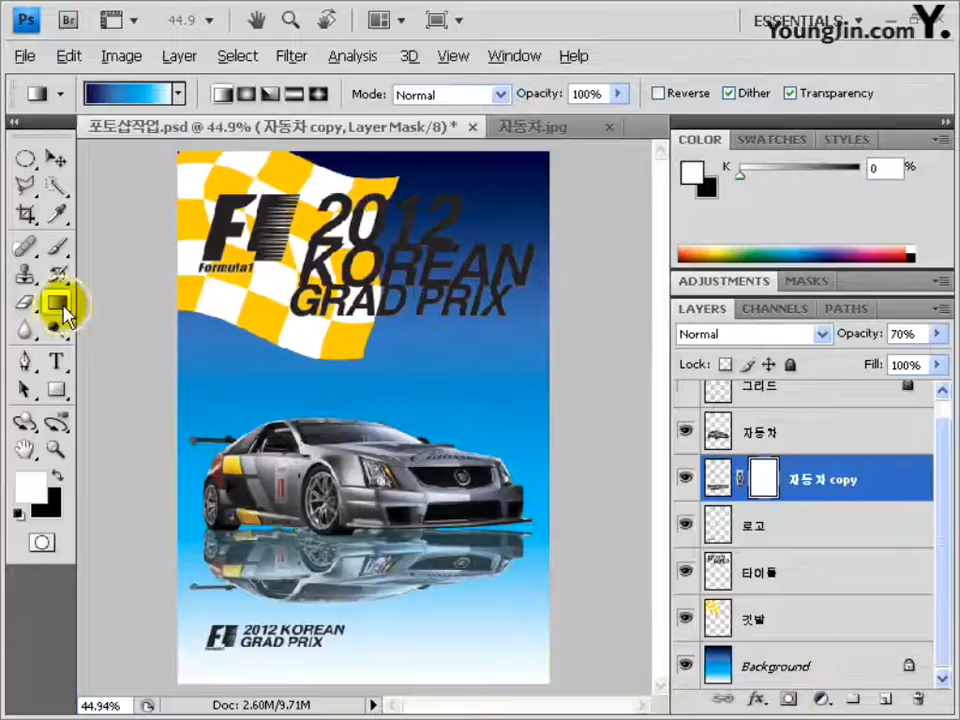 Ps
Br
44.9
ESSENTIALS
YoungJin.com Y.
File Edit Image Layer Select Filter Analysis 3D View Window Help
Mode: Normal Opacity: 100% Reverse Dither Transparency
포토샵작업.psd @ 44.9% ( 자동차 copy, Layer Mask/8) * × 자동차.jpg ×
COLOR SWATCHES STYLES
K 0 %
ADJUSTMENTS MASKS
LAYERS CHANNELS PATHS
Normal Opacity: 70%
Lock: Fill: 100%
그리드
자동차
자동차 copy
로고
타이틀
깃발
Background
F1 2012
Formula1 KOREAN
GRAD PRIX
F1 2012 KOREAN
GRAD PRIX
T
44.94% Doc: 2.60M/9.71M
fx